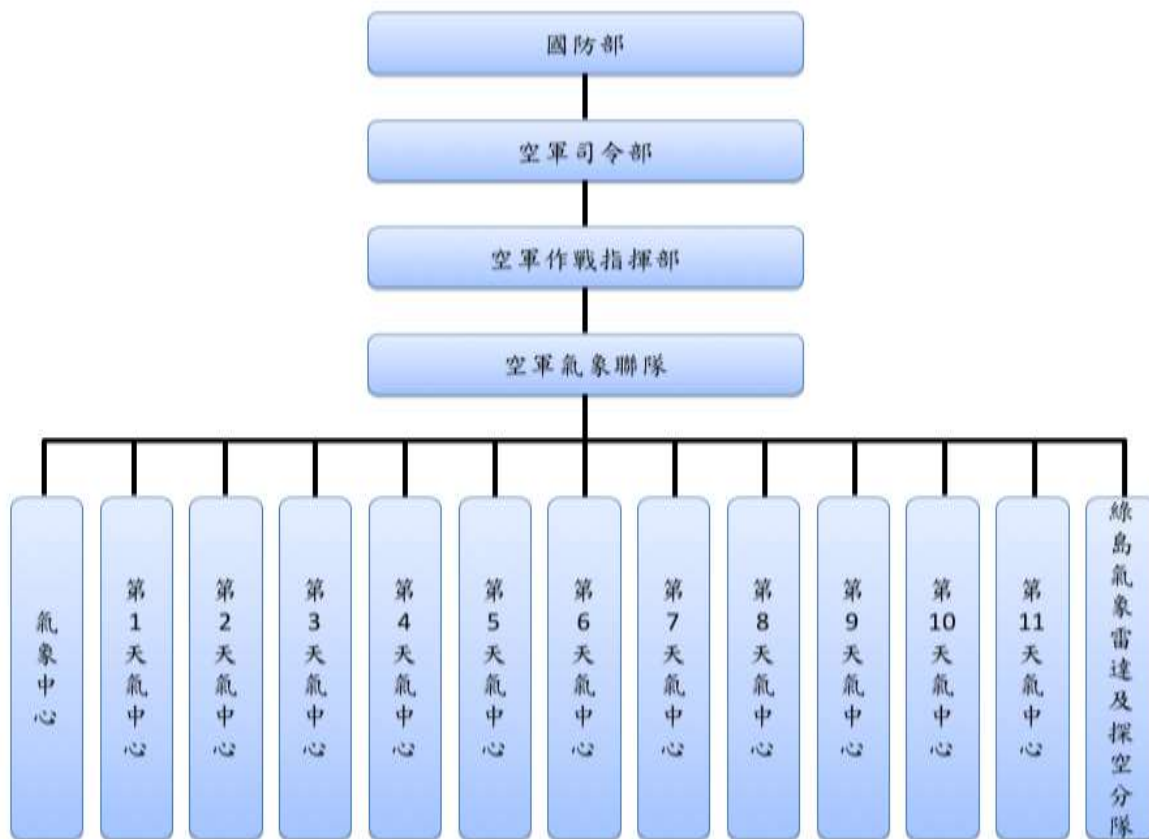 國防部
空軍司令部
空軍作戰指揮部
空軍氣象聯隊
氣象中心
第1天氣中心
第2天氣中心
第3天氣中心
第4天氣中心
第5天氣中心
第6天氣中心
第7天氣中心
第8天氣中心
第9天氣中心
第10天氣中心
第11天氣中心
綠島氣象雷達及探空分隊